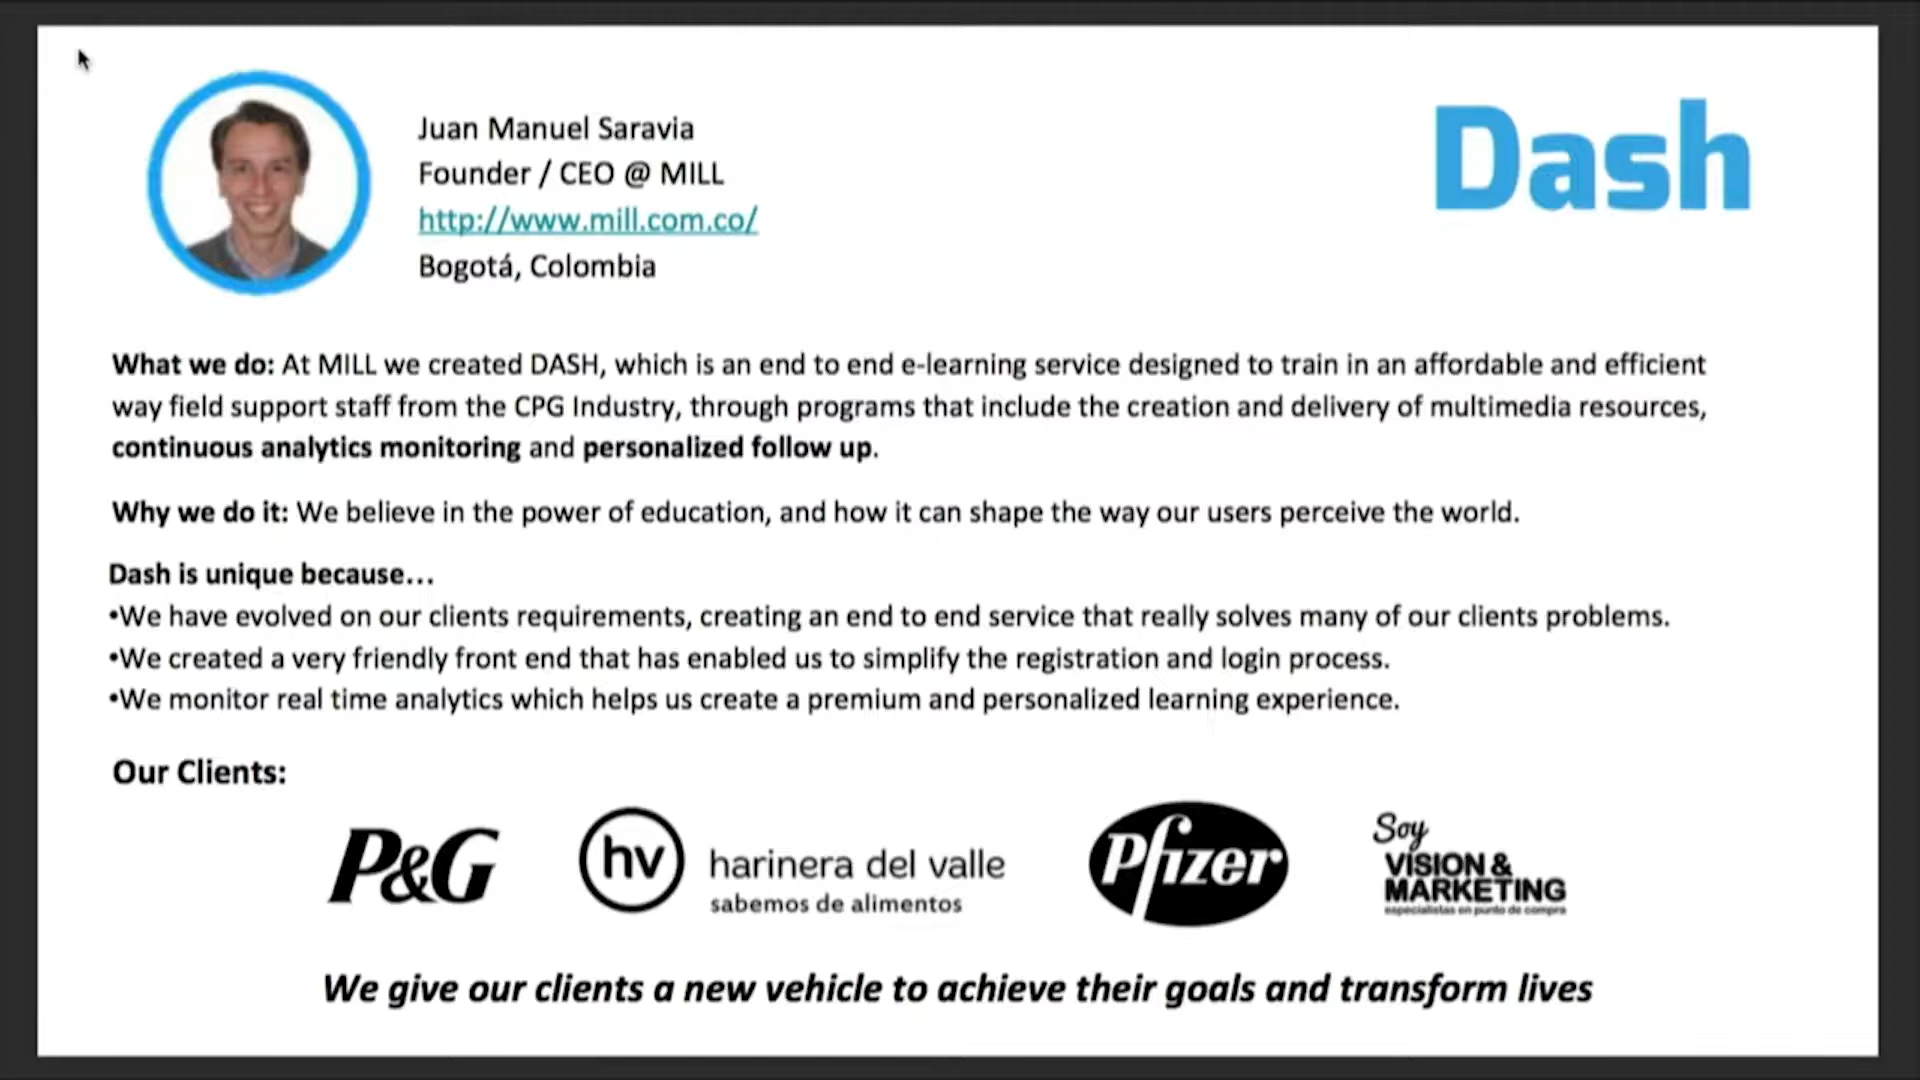 Juan Manuel Saravia
Founder / CEO @ MILL
http://www.mill.com.co/
Bogotá, Colombia
Dash
What we do: At MILL we created DASH, which is an end to end e-learning service designed to train in an affordable and efficient
way field support staff from the CPG Industry, through programs that include the creation and delivery of multimedia resources,
continuous analytics monitoring and personalized follow up.
Why we do it: We believe in the power of education, and how it can shape the way our users perceive the world.
Dash is unique because…
•We have evolved on our clients requirements, creating an end to end service that really solves many of our clients problems.
•We created a very friendly front end that has enabled us to simplify the registration and login process.
•We monitor real time analytics which helps us create a premium and personalized learning experience.
Our Clients:
P&G
hv
harinera del valle
sabemos de alimentos
Pfizer
Soy
VISION &
MARKETING
especialistas en punto de compra
We give our clients a new vehicle to achieve their goals and transform lives